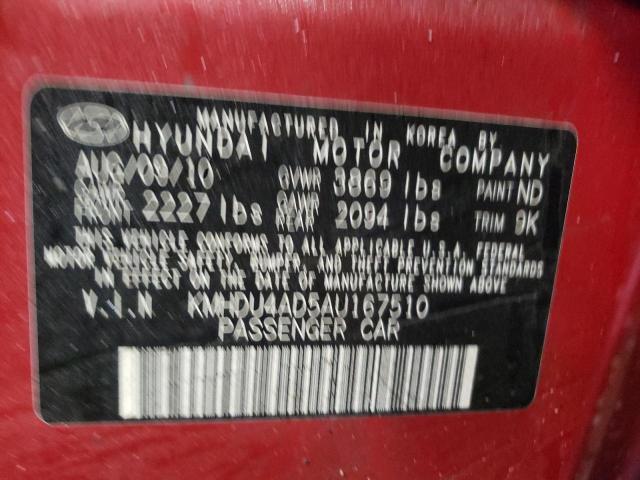 MANUFACTURED IN KOREA BY
HYUNDAI MOTOR COMPANY
AUG/09/10 GVWR 3869 lbs PAINT ND
GAWR FRONT 2227 lbs GAWR REAR 2094 lbs TRIM 9K
THIS VEHICLE CONFORMS TO ALL APPLICABLE U.S.A. FEDERAL
MOTOR VEHICLE SAFETY, BUMPER, AND THEFT PREVENTION STANDARDS
IN EFFECT ON THE DATE OF MANUFACTURE SHOWN ABOVE.
V.I.N KMHDU4AD5AU167510
PASSENGER CAR